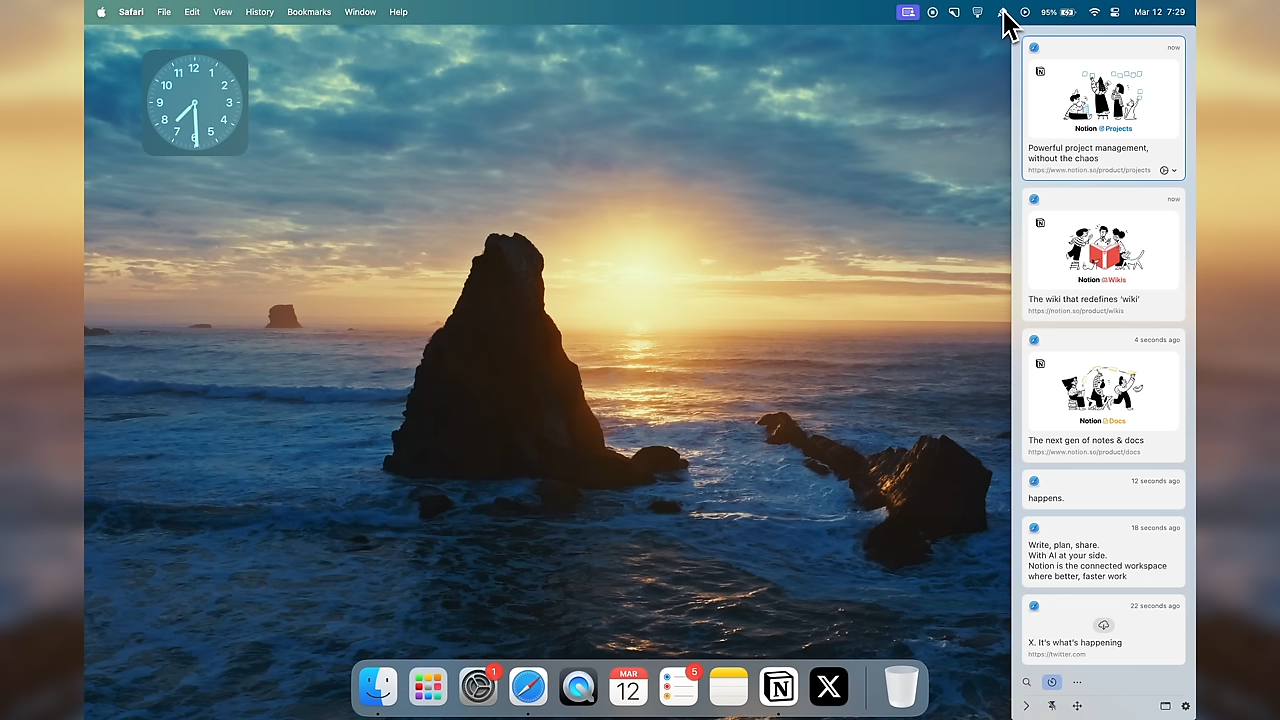 Safari File Edit View History Bookmarks Window Help 95% Mar 12 7:29
12 1 2 3 4 5 6 7 8 9 10 11
now
Notion Projects
Powerful project management,
without the chaos
https://www.notion.so/product/projects
now
Notion Wikis
The wiki that redefines ‘wiki’
https://notion.so/product/wikis
4 seconds ago
Notion Docs
The next gen of notes & docs
https://www.notion.so/product/docs
12 seconds ago
happens.
18 seconds ago
Write, plan, share.
With AI at your side.
Notion is the connected workspace
where better, faster work
22 seconds ago
X. It's what's happening
https://twitter.com
1
MAR
12
5